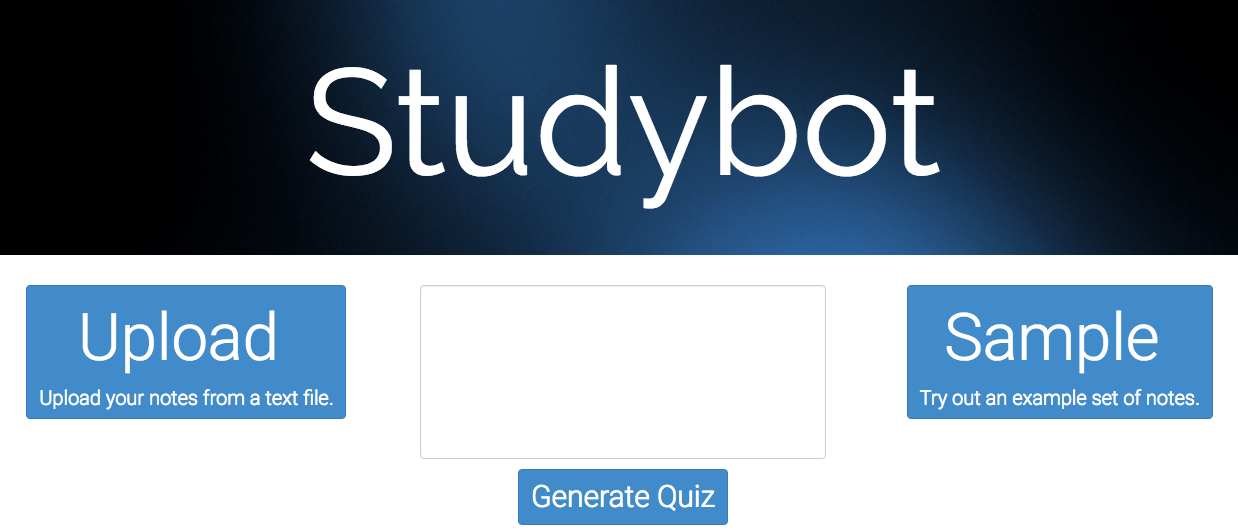 Studybot
Upload
Upload your notes from a text file.
Sample
Try out an example set of notes.
Generate Quiz